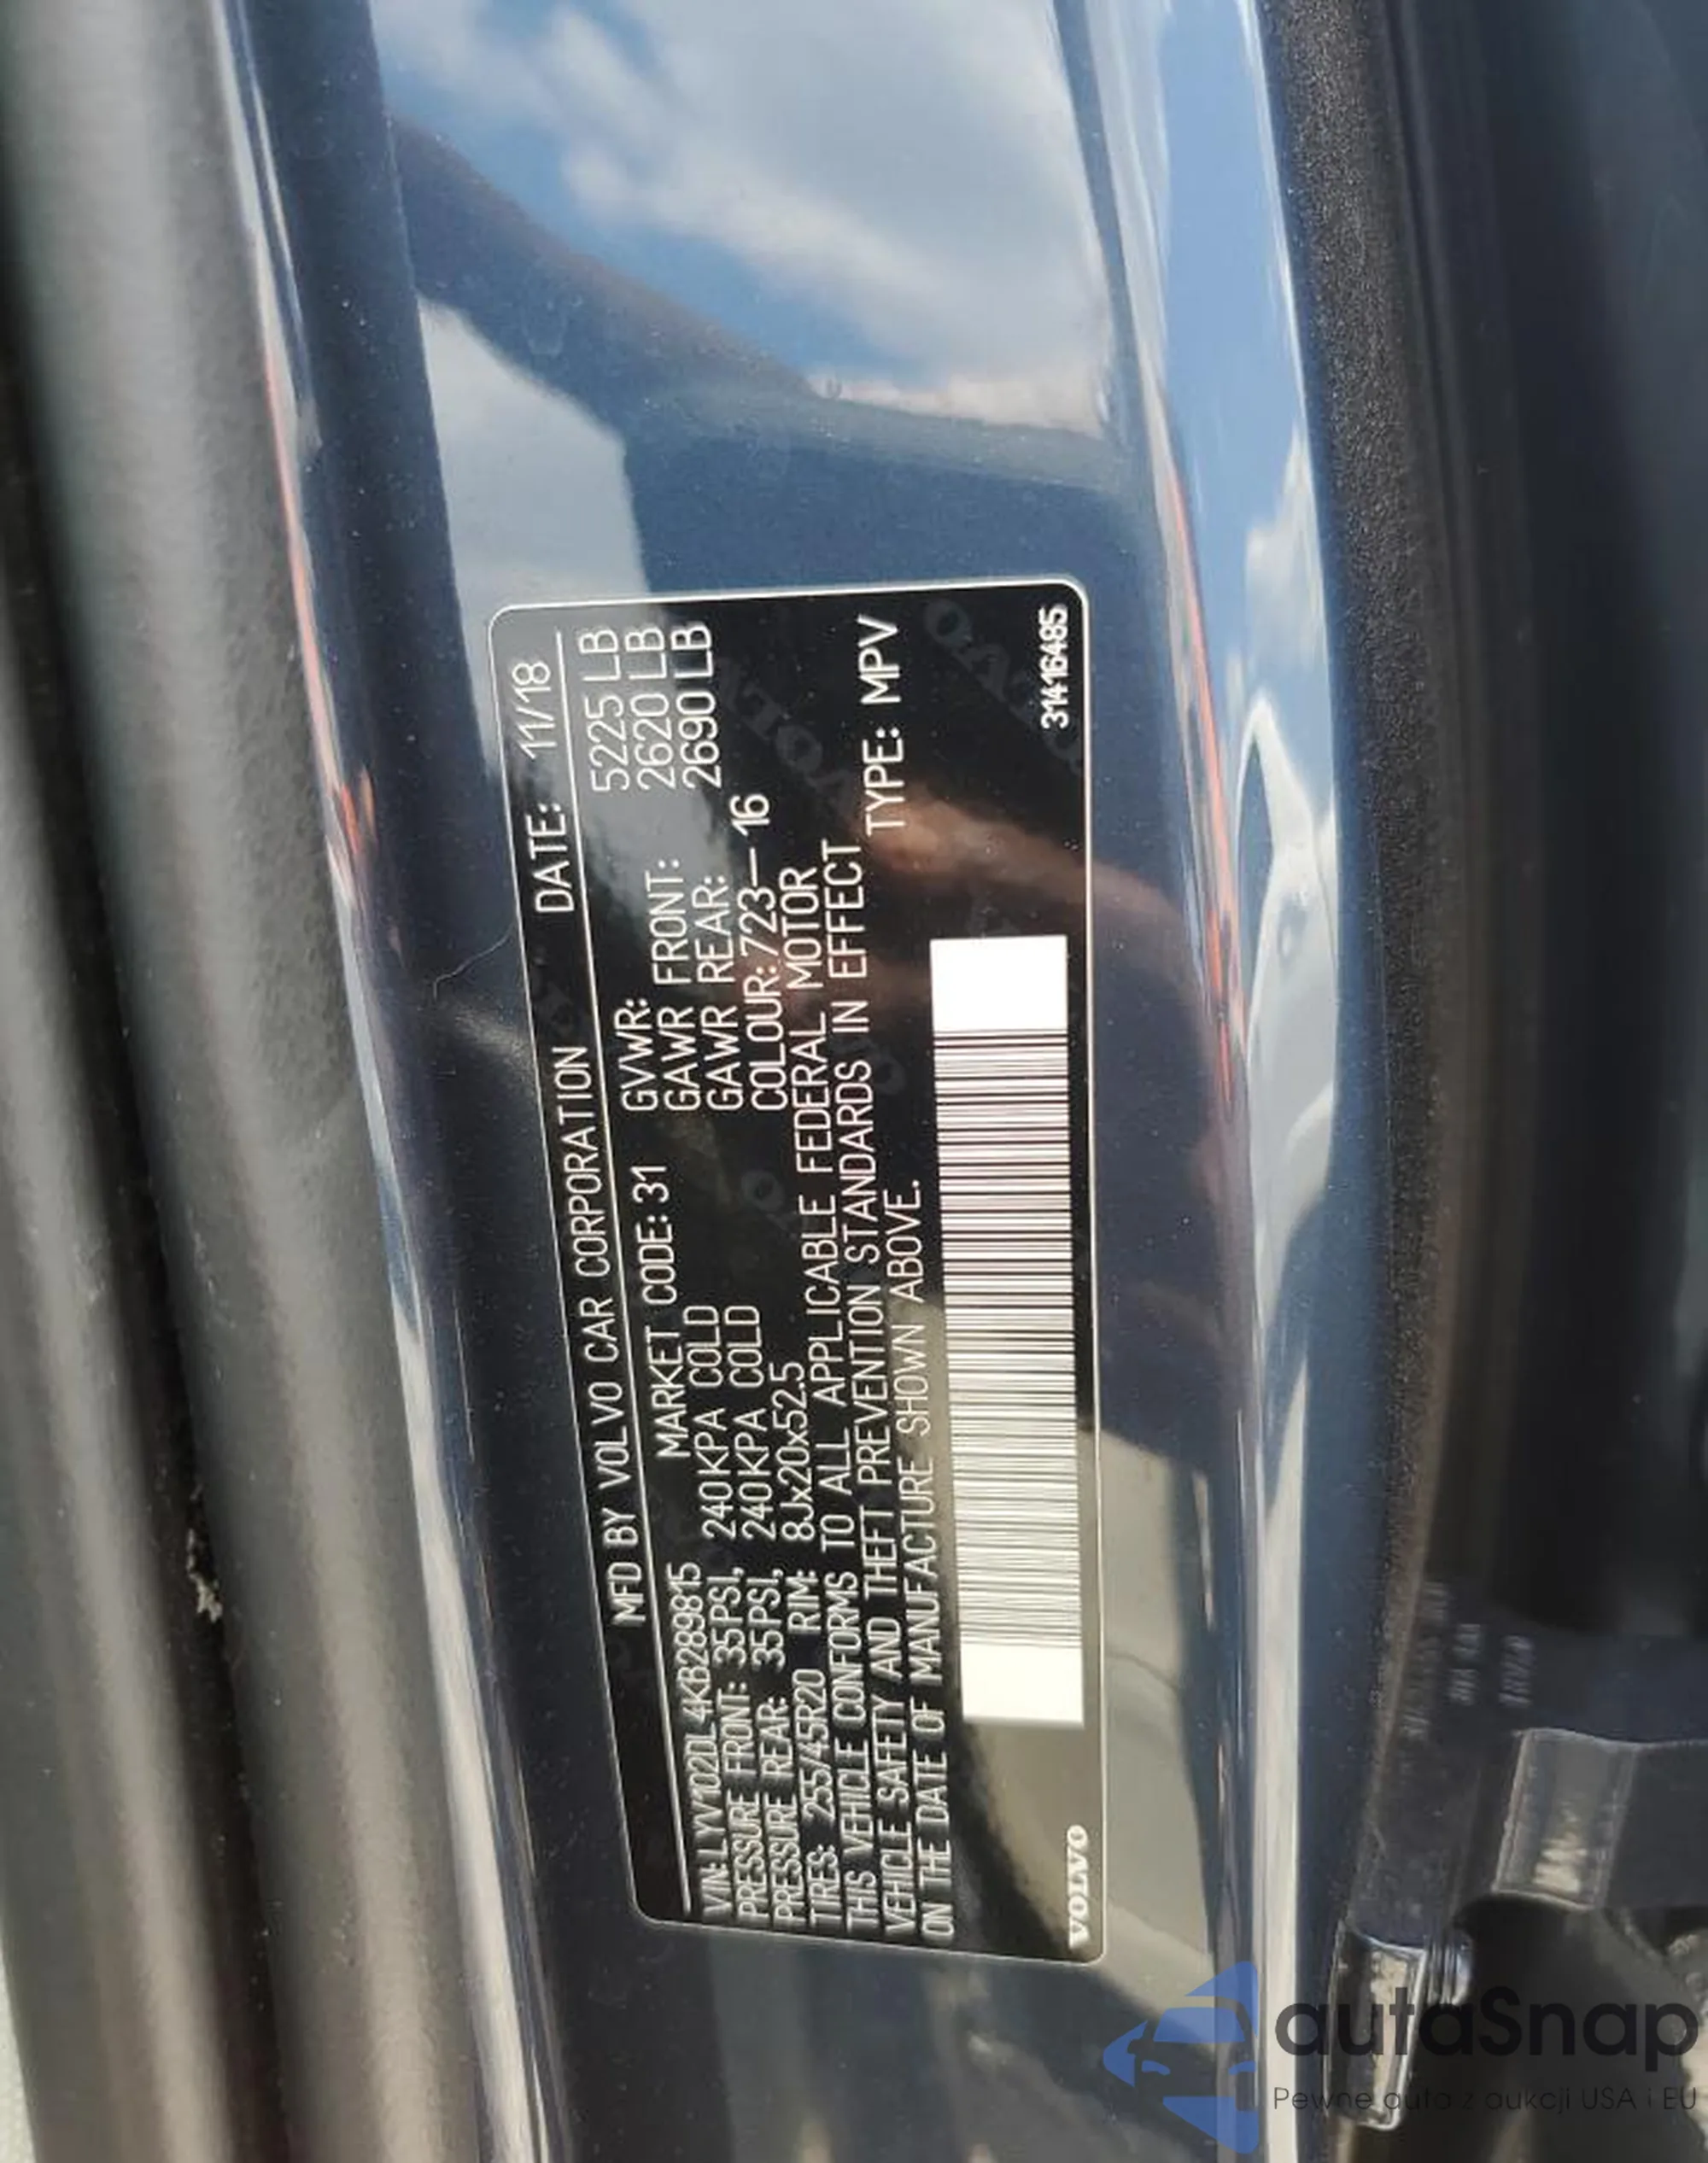 MFD BY VOLVO CAR CORPORATION DATE: 11/18
VIN: LYV102DL4KB289815 MARKET CODE: 31 GVWR: 5225 LB
PRESSURE FRONT: 35PSI, 240KPA COLD GAWR FRONT: 2620 LB
PRESSURE REAR: 35PSI, 240KPA COLD GAWR REAR: 2690 LB
TIRES: 255/45R20 RIM: 8Jx20x52.5 COLOUR: 723-16
THIS VEHICLE CONFORMS TO ALL APPLICABLE FEDERAL MOTOR
VEHICLE SAFETY AND THEFT PREVENTION STANDARDS IN EFFECT
ON THE DATE OF MANUFACTURE SHOWN ABOVE. TYPE: MPV
VOLVO 31416485
autaSnap
Pewne auta z aukcji USA i EU